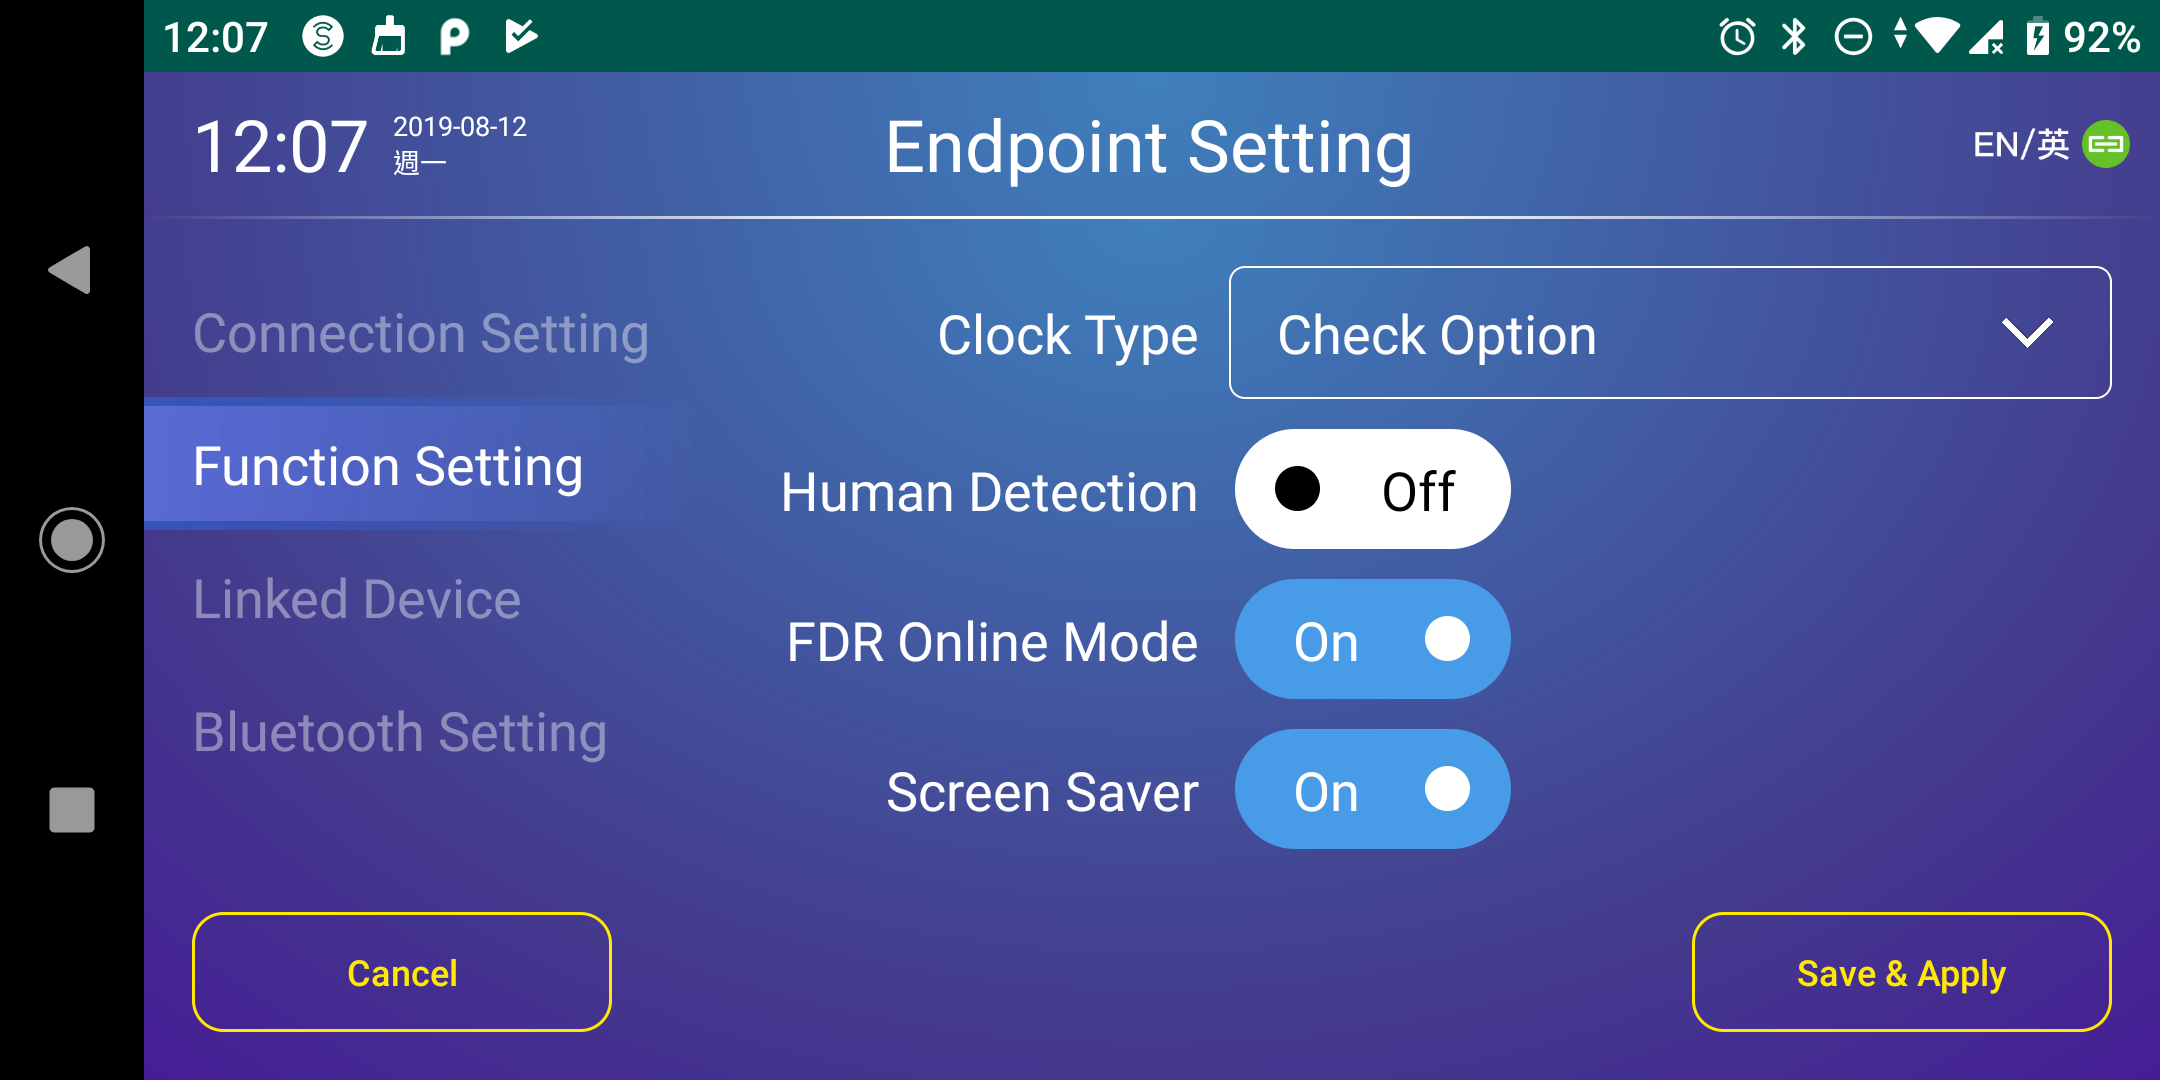 12:07
92%
12:07
2019-08-12
週一
Endpoint Setting
EN/英
Connection Setting
Function Setting
Linked Device
Bluetooth Setting
Clock Type
Check Option
Human Detection
Off
FDR Online Mode
On
Screen Saver
On
Cancel
Save & Apply